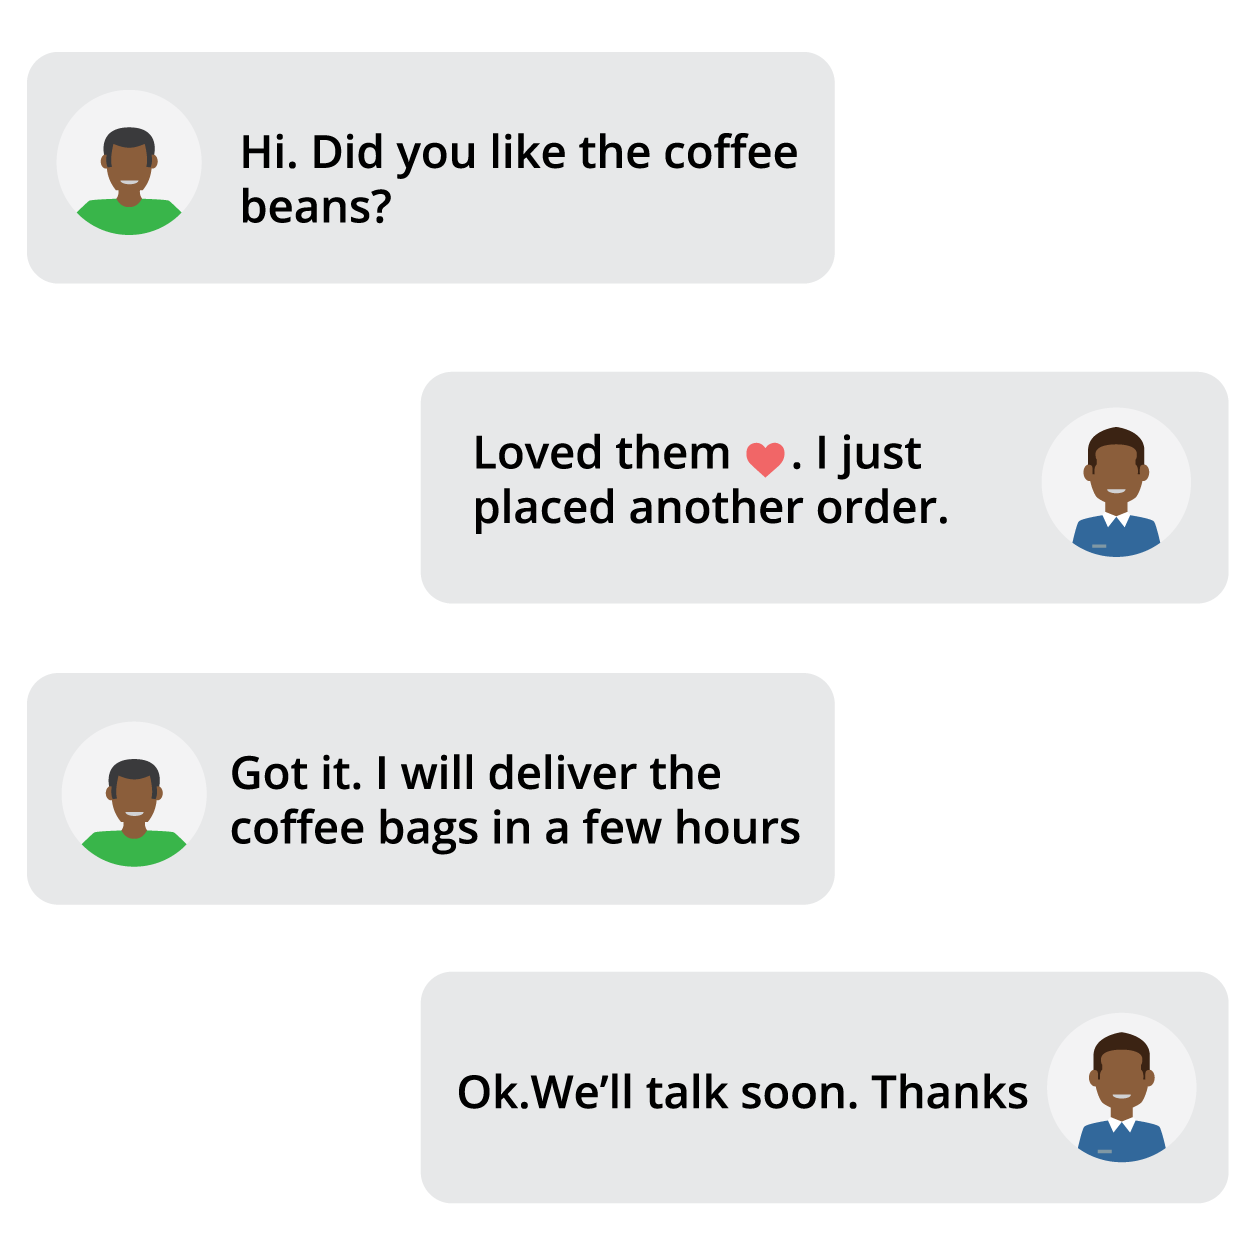 Hi. Did you like the coffee
beans?
Loved them ❤. I just
placed another order.
Got it. I will deliver the
coffee bags in a few hours
Ok.We’ll talk soon. Thanks